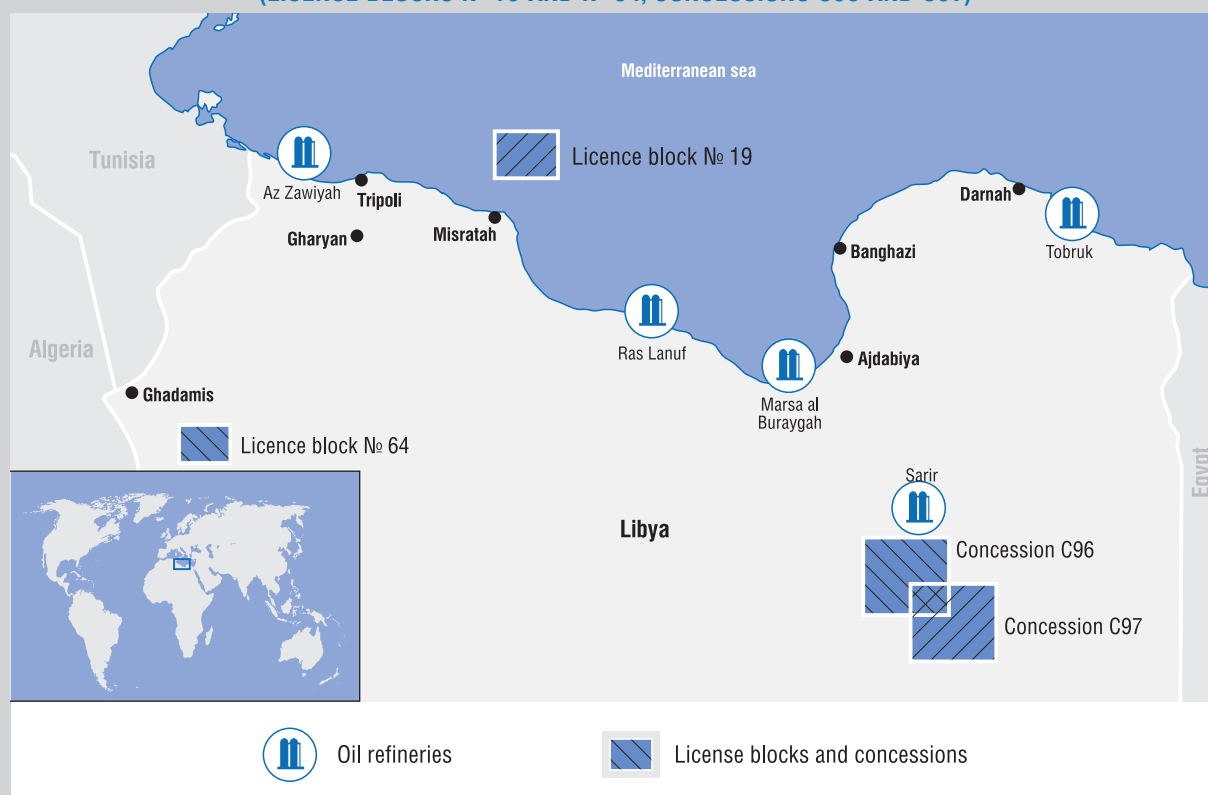 Mediterranean sea
Licence block № 19
Tunisia
Az Zawiyah
Tripoli
Gharyan
Misratah
Darnah
Tobruk
Banghazi
Algeria
Ras Lanuf
Ajdabiya
Ghadamis
Marsa al
Buraygah
Licence block № 64
Egypt
Sarir
Libya
Concession C96
Concession C97
Oil refineries
License blocks and concessions